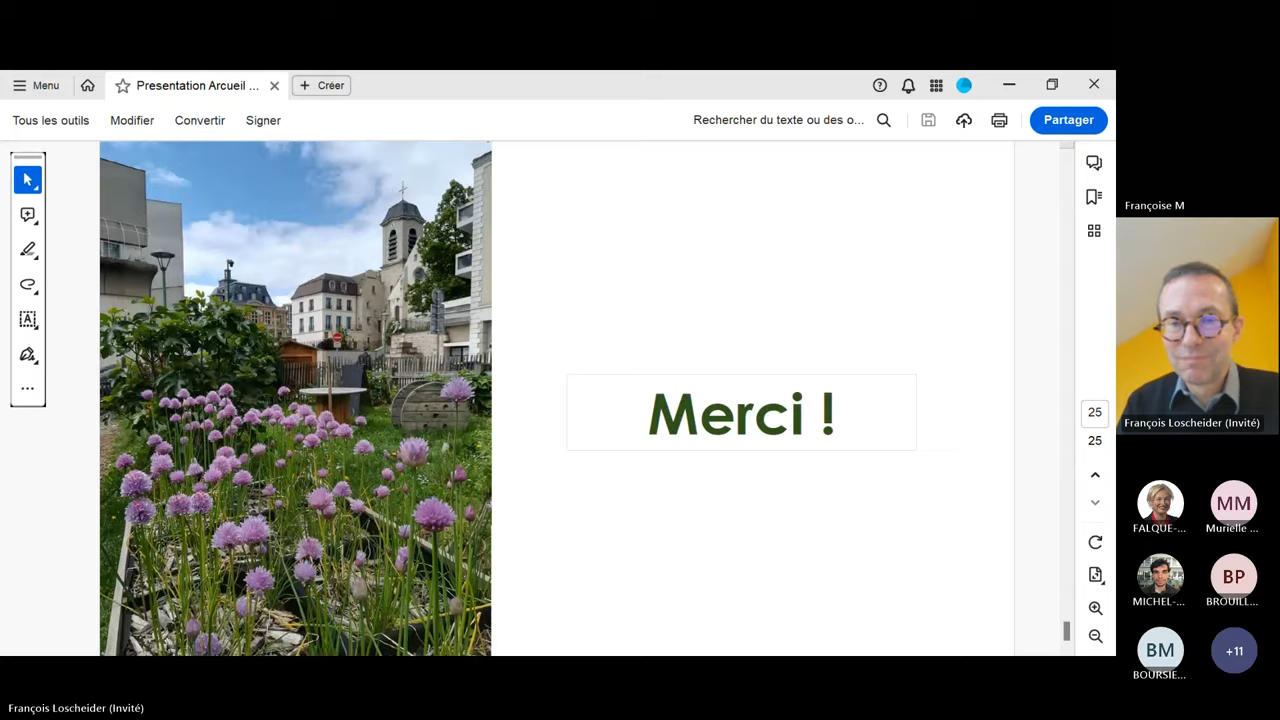 Menu
Presentation Arcueil ...
Créer
Tous les outils
Modifier
Convertir
Signer
Rechercher du texte ou des o...
Partager
Merci !
25
25
Françoise M
François Loscheider (Invité)
FALQUE-...
Murielle ...
MICHEL-...
BP
BROUILL...
MM
BM
BOURSIE...
+11
François Loscheider (Invité)